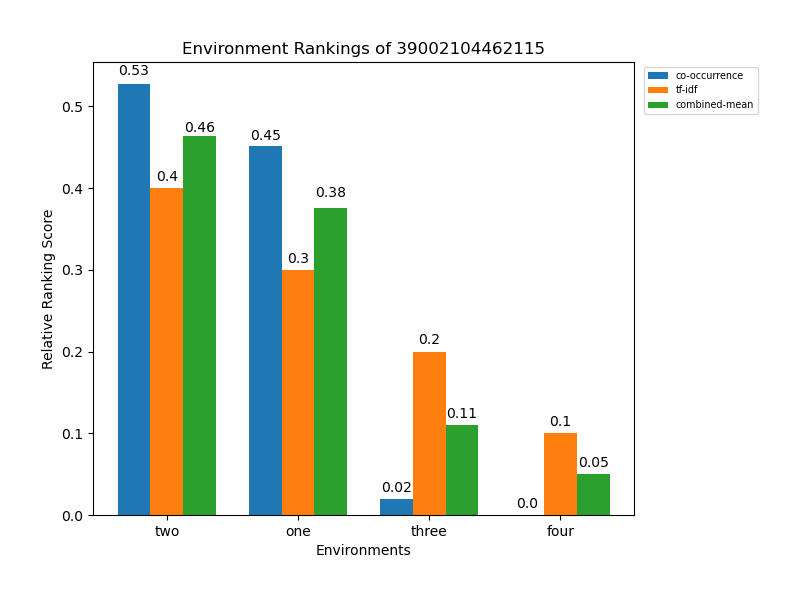 Environment Rankings of 39002104462115
co-occurrence
tf-idf
combined-mean
Relative Ranking Score
0.5
0.4
0.3
0.2
0.1
0.0
0.53
0.4
0.46
0.45
0.3
0.38
0.02
0.2
0.11
0.0
0.1
0.05
two
one
three
four
Environments